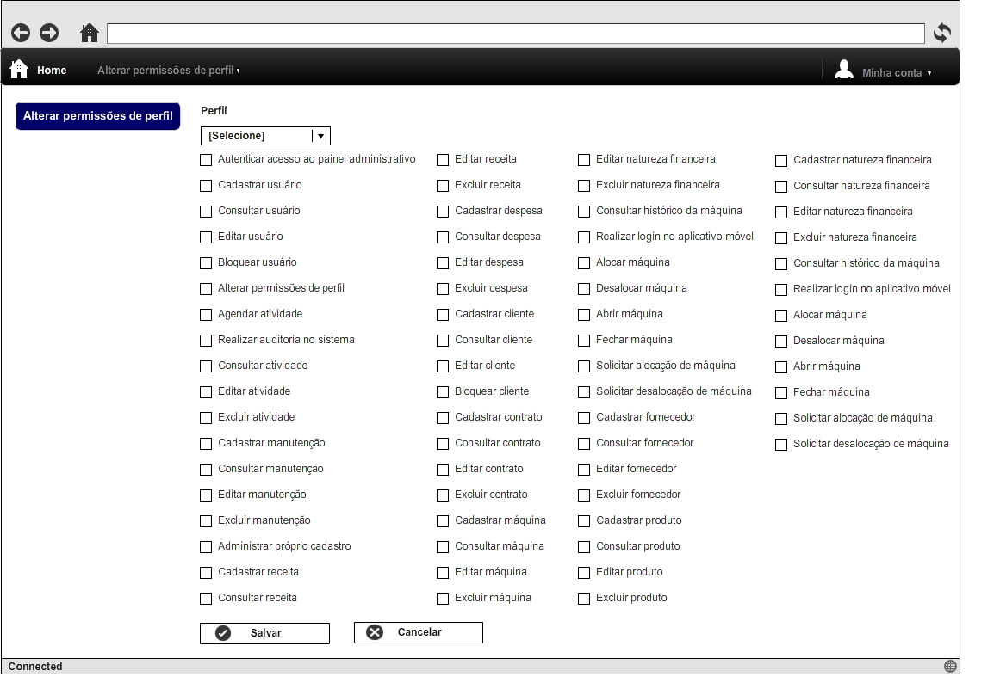 Home
Alterar permissões de perfil
Minha conta
Alterar permissões de perfil
Perfil
[Selecione]
Autenticar acesso ao painel administrativo
Cadastrar usuário
Consultar usuário
Editar usuário
Bloquear usuário
Alterar permissões de perfil
Agendar atividade
Realizar auditoria no sistema
Consultar atividade
Editar atividade
Excluir atividade
Cadastrar manutenção
Consultar manutenção
Editar manutenção
Excluir manutenção
Administrar próprio cadastro
Cadastrar receita
Consultar receita
Editar receita
Excluir receita
Cadastrar despesa
Consultar despesa
Editar despesa
Excluir despesa
Cadastrar cliente
Consultar cliente
Editar cliente
Bloquear cliente
Cadastrar contrato
Consultar contrato
Editar contrato
Excluir contrato
Cadastrar máquina
Consultar máquina
Editar máquina
Excluir máquina
Editar natureza financeira
Excluir natureza financeira
Consultar histórico da máquina
Realizar login no aplicativo móvel
Alocar máquina
Desalocar máquina
Abrir máquina
Fechar máquina
Solicitar alocação de máquina
Solicitar desalocação de máquina
Cadastrar fornecedor
Consultar fornecedor
Editar fornecedor
Excluir fornecedor
Cadastrar produto
Consultar produto
Editar produto
Excluir produto
Cadastrar natureza financeira
Consultar natureza financeira
Editar natureza financeira
Excluir natureza financeira
Consultar histórico da máquina
Realizar login no aplicativo móvel
Alocar máquina
Desalocar máquina
Abrir máquina
Fechar máquina
Solicitar alocação de máquina
Solicitar desalocação de máquina
Salvar
Cancelar
Connected